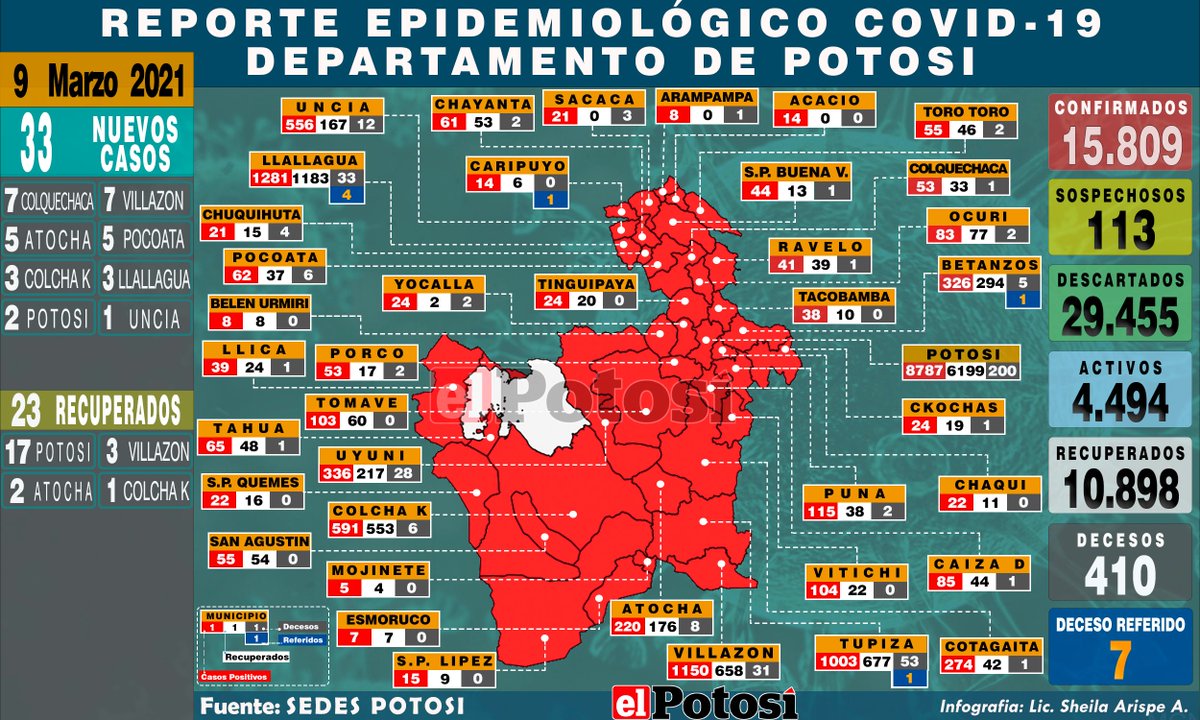 REPORTE EPIDEMIOLÓGICO COVID-19
DEPARTAMENTO DE POTOSI
9 Marzo 2021
33 NUEVOS CASOS
7 COLQUECHACA 7 VILLAZON
5 ATOCHA 5 POCOATA
3 COLCHA K 3 LLALLAGUA
2 POTOSI 1 UNCIA
23 RECUPERADOS
17 POTOSI 3 VILLAZON
2 ATOCHA 1 COLCHA K
UNCIA
556 167 12
CHAYANTA
61 53 2
SACACA
21 0 3
ARAMPAMPA
8 0 1
ACACIO
14 0 0
TORO TORO
55 46 2
LLALLAGUA
1281 1183 33
4
CARIPUYO
14 6 0
1
S.P. BUENA V.
44 13 1
COLQUECHACA
53 33 1
CHUQUIHUTA
21 15 4
OCURI
83 77 2
POCOATA
62 37 6
RAVELO
41 39 1
BETANZOS
326 294 5
1
YOCALLA
24 2 2
TINGUIPAYA
24 20 0
TACOBAMBA
38 10 0
BELEN URMIRI
8 8 0
LLICA
39 24 1
PORCO
53 17 2
POTOSI
8787 6199 200
el Potosí
TOMAVE
103 60 0
CKOCHAS
24 19 1
TAHUA
65 48 1
UYUNI
336 217 28
S.P. QUEMES
22 16 0
PUNA
115 38 2
CHAQUI
22 11 0
COLCHA K
591 553 6
SAN AGUSTIN
55 54 0
MOJINETE
5 4 0
VITICHI
104 22 0
CAIZA D
85 44 1
ESMORUCO
7 7 0
ATOCHA
220 176 8
S.P. LIPEZ
15 9 0
VILLAZON
1150 658 31
TUPIZA
1003 677 53
1
COTAGAITA
274 42 1
MUNICIPIO
1 1 1
1
Decesos
Referidos
Recuperados
Casos Positivos
CONFIRMADOS
15.809
SOSPECHOSOS
113
DESCARTADOS
29.455
ACTIVOS
4.494
RECUPERADOS
10.898
DECESOS
410
DECESO REFERIDO
7
Fuente: SEDES POTOSI
el Potosí
Infografia: Lic. Sheila Arispe A.